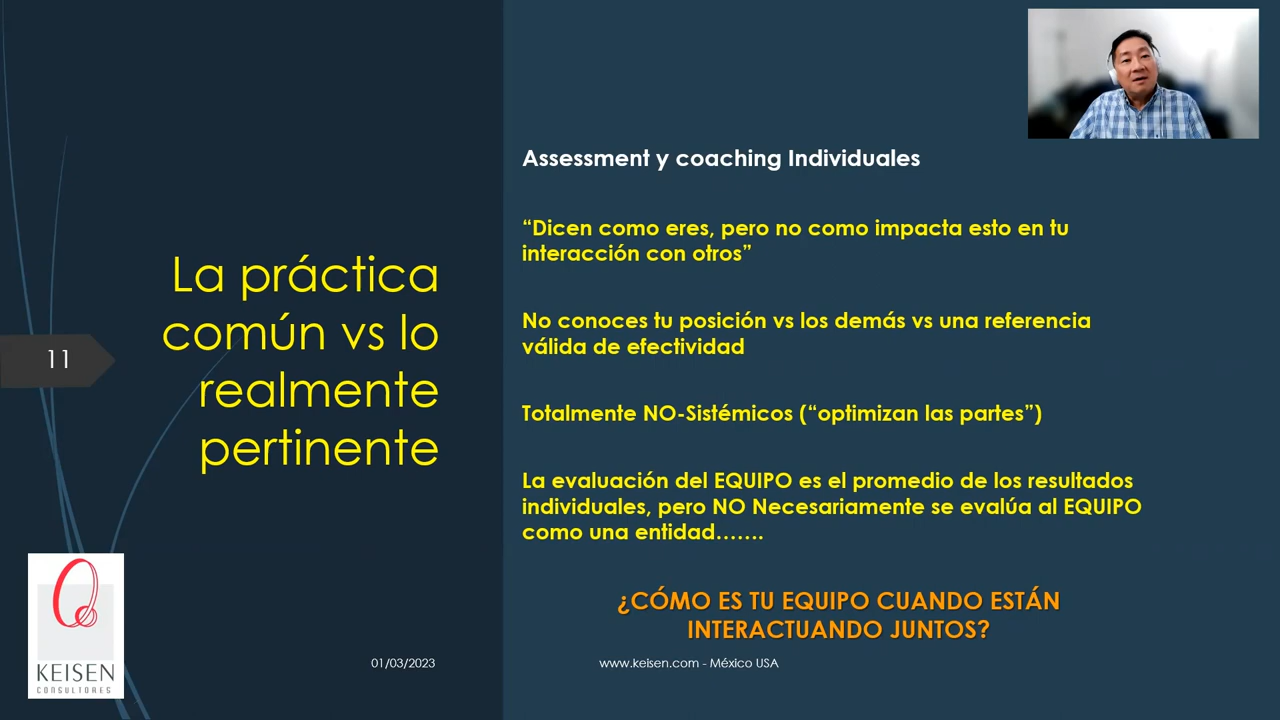 La práctica
común vs lo
realmente
pertinente
11
Assessment y coaching Individuales
“Dicen como eres, pero no como impacta esto en tu
interacción con otros”
No conoces tu posición vs los demás vs una referencia
válida de efectividad
Totalmente NO-Sistémicos (“optimizan las partes”)
La evaluación del EQUIPO es el promedio de los resultados
individuales, pero NO Necesariamente se evalúa al EQUIPO
como una entidad…….
¿CÓMO ES TU EQUIPO CUANDO ESTÁN
INTERACTUANDO JUNTOS?
KEISEN
CONSULTORES
01/03/2023
www.keisen.com - México USA